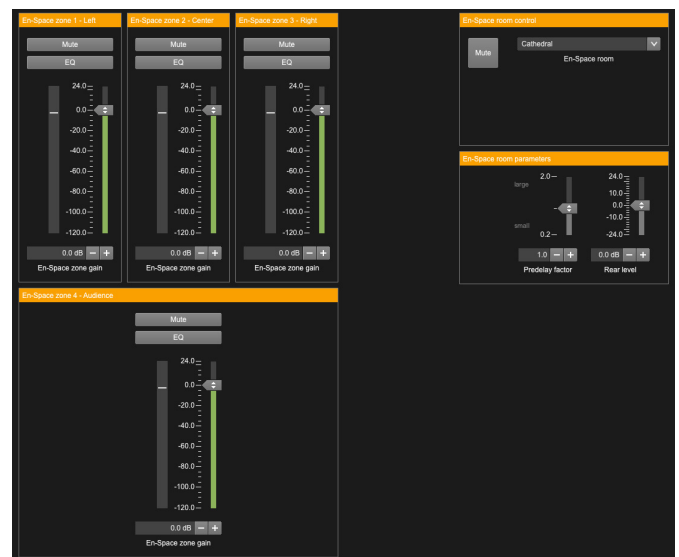 En-Space zone 1 - Left
Mute
EQ
24.0
0.0
-20.0
-40.0
-60.0
-80.0
-100.0
-120.0
0.0 dB - +
En-Space zone gain
En-Space zone 2 - Center
Mute
EQ
24.0
0.0
-20.0
-40.0
-60.0
-80.0
-100.0
-120.0
0.0 dB - +
En-Space zone gain
En-Space zone 3 - Right
Mute
EQ
24.0
0.0
-20.0
-40.0
-60.0
-80.0
-100.0
-120.0
0.0 dB - +
En-Space zone gain
En-Space room control
Mute
Cathedral
En-Space room
En-Space room parameters
large
small
2.0
0.2
1.0 - +
Predelay factor
24.0
10.0
0.0
-10.0
-24.0
0.0 dB - +
Rear level
En-Space zone 4 - Audience
Mute
EQ
24.0
0.0
-20.0
-40.0
-60.0
-80.0
-100.0
-120.0
0.0 dB - +
En-Space zone gain